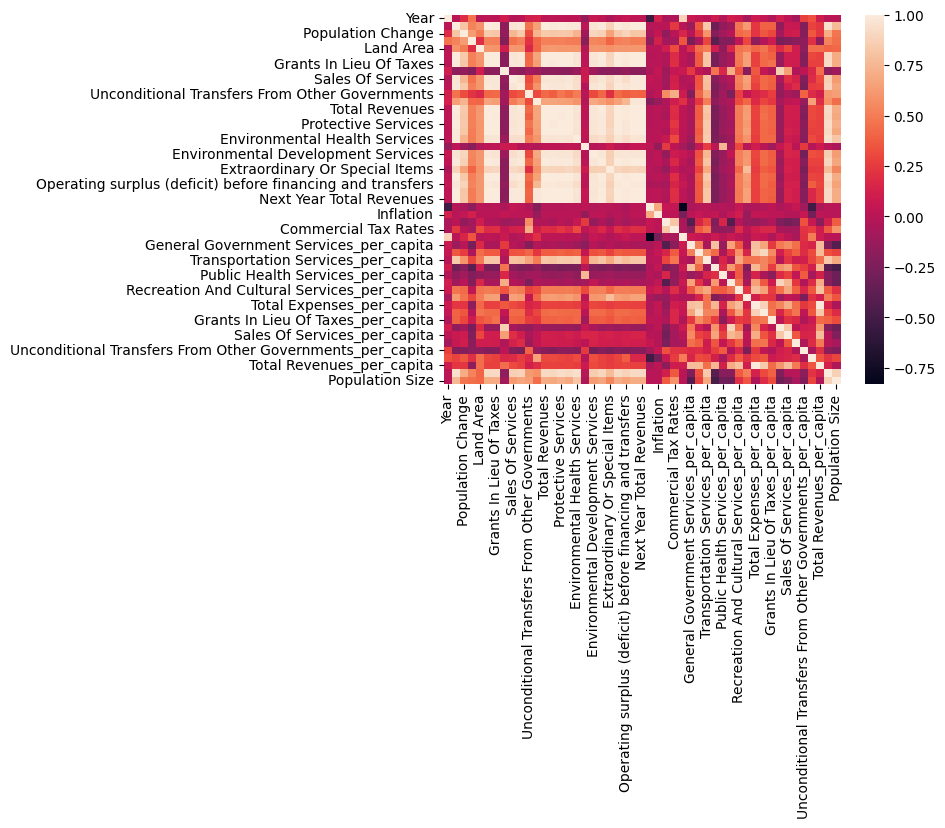 Year
Population Change
Land Area
Grants In Lieu Of Taxes
Sales Of Services
Unconditional Transfers From Other Governments
Total Revenues
Protective Services
Environmental Health Services
Environmental Development Services
Extraordinary Or Special Items
Operating surplus (deficit) before financing and transfers
Next Year Total Revenues
Inflation
Commercial Tax Rates
General Government Services_per_capita
Transportation Services_per_capita
Public Health Services_per_capita
Recreation And Cultural Services_per_capita
Total Expenses_per_capita
Grants In Lieu Of Taxes_per_capita
Sales Of Services_per_capita
Unconditional Transfers From Other Governments_per_capita
Total Revenues_per_capita
Population Size
1.00
0.75
0.50
0.25
0.00
−0.25
−0.50
−0.75
Year
Population Change
Land Area
Grants In Lieu Of Taxes
Sales Of Services
Unconditional Transfers From Other Governments
Total Revenues
Protective Services
Environmental Health Services
Environmental Development Services
Extraordinary Or Special Items
Operating surplus (deficit) before financing and transfers
Next Year Total Revenues
Inflation
Commercial Tax Rates
General Government Services_per_capita
Transportation Services_per_capita
Public Health Services_per_capita
Recreation And Cultural Services_per_capita
Total Expenses_per_capita
Grants In Lieu Of Taxes_per_capita
Sales Of Services_per_capita
Unconditional Transfers From Other Governments_per_capita
Total Revenues_per_capita
Population Size